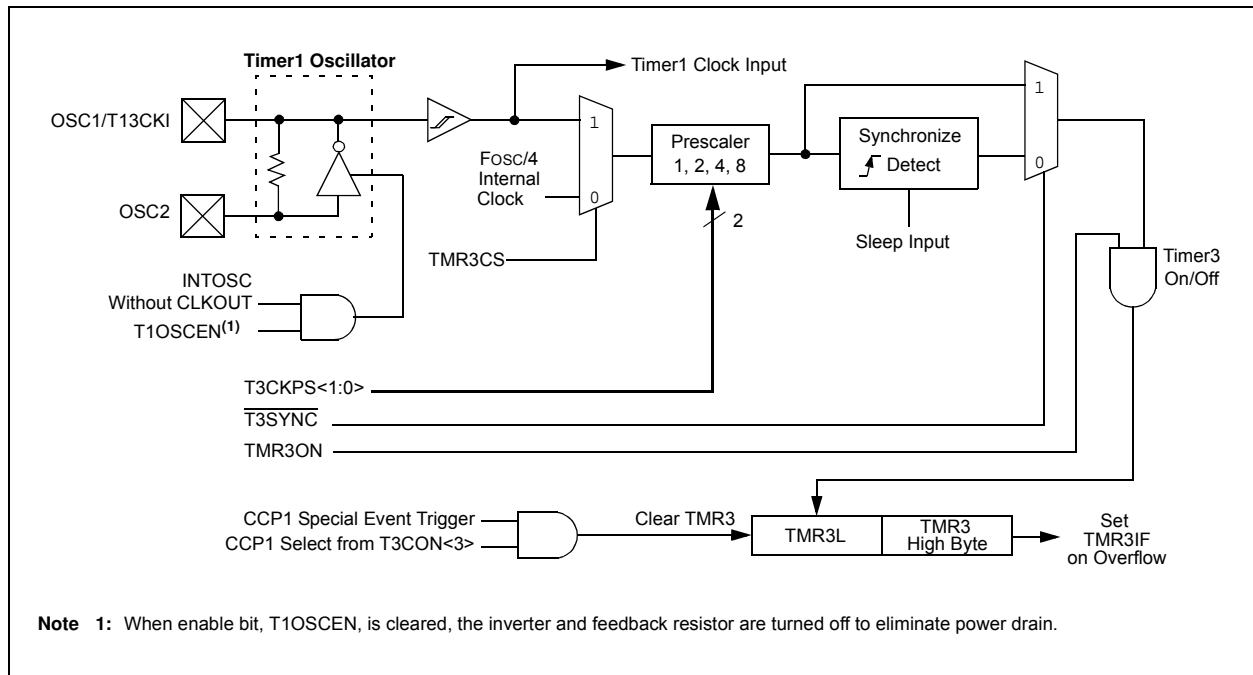 Timer1 Oscillator
Timer1 Clock Input
OSC1/T13CKI
1
1
Prescaler
1, 2, 4, 8
Synchronize
Detect
FOSC/4
Internal
Clock
0
0
OSC2
2
Sleep Input
TMR3CS
Timer3
On/Off
INTOSC
Without CLKOUT
T1OSCEN(1)
T3CKPS<1:0>
T3SYNC
TMR3ON
CCP1 Special Event Trigger
CCP1 Select from T3CON<3>
Clear TMR3
TMR3L
TMR3
High Byte
Set
TMR3IF
on Overflow
Note 1: When enable bit, T1OSCEN, is cleared, the inverter and feedback resistor are turned off to eliminate power drain.